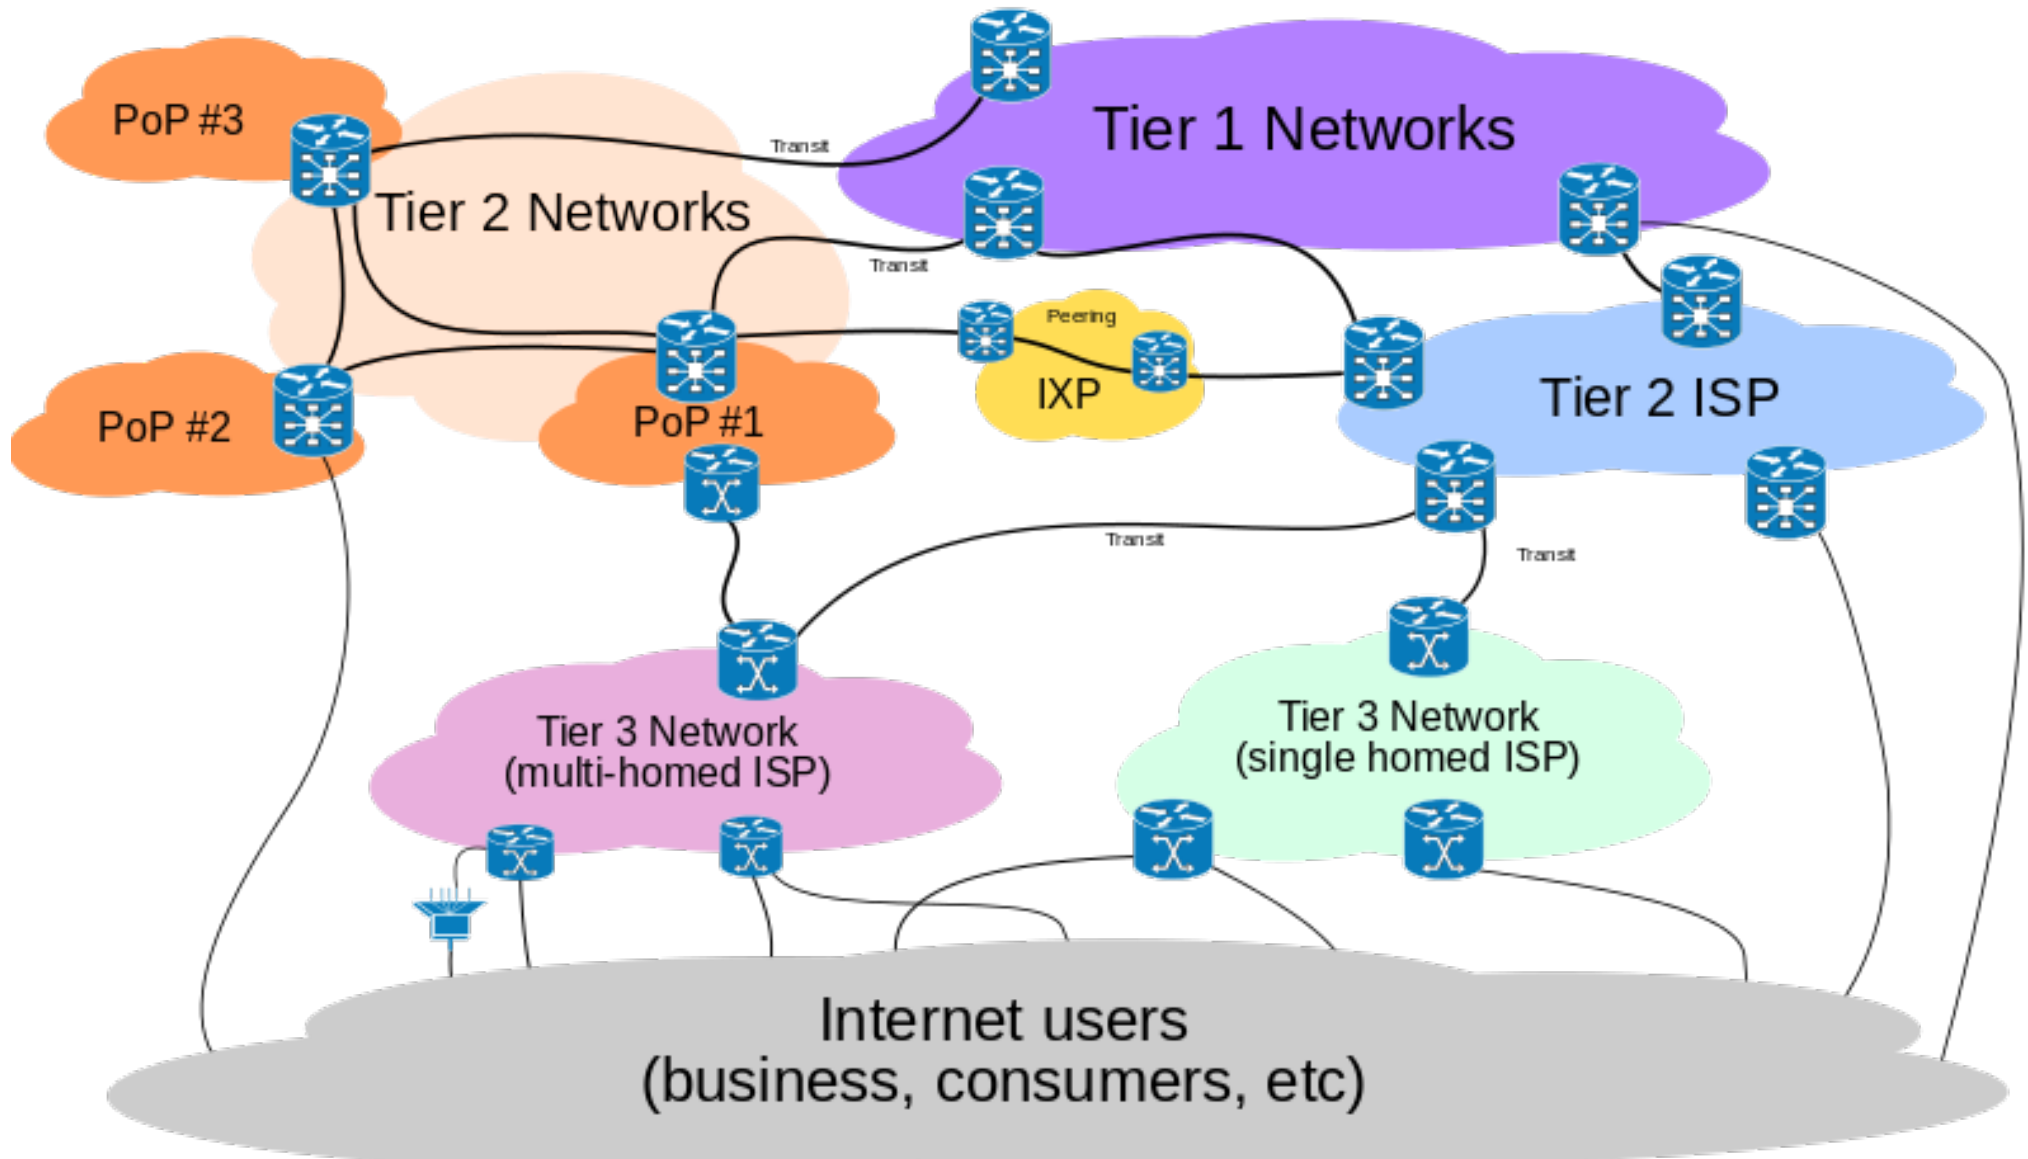 PoP #3
Transit
Tier 1 Networks
Tier 2 Networks
Transit
Peering
IXP
Tier 2 ISP
PoP #2
PoP #1
Transit
Transit
Tier 3 Network
(multi-homed ISP)
Tier 3 Network
(single homed ISP)
Internet users
(business, consumers, etc)